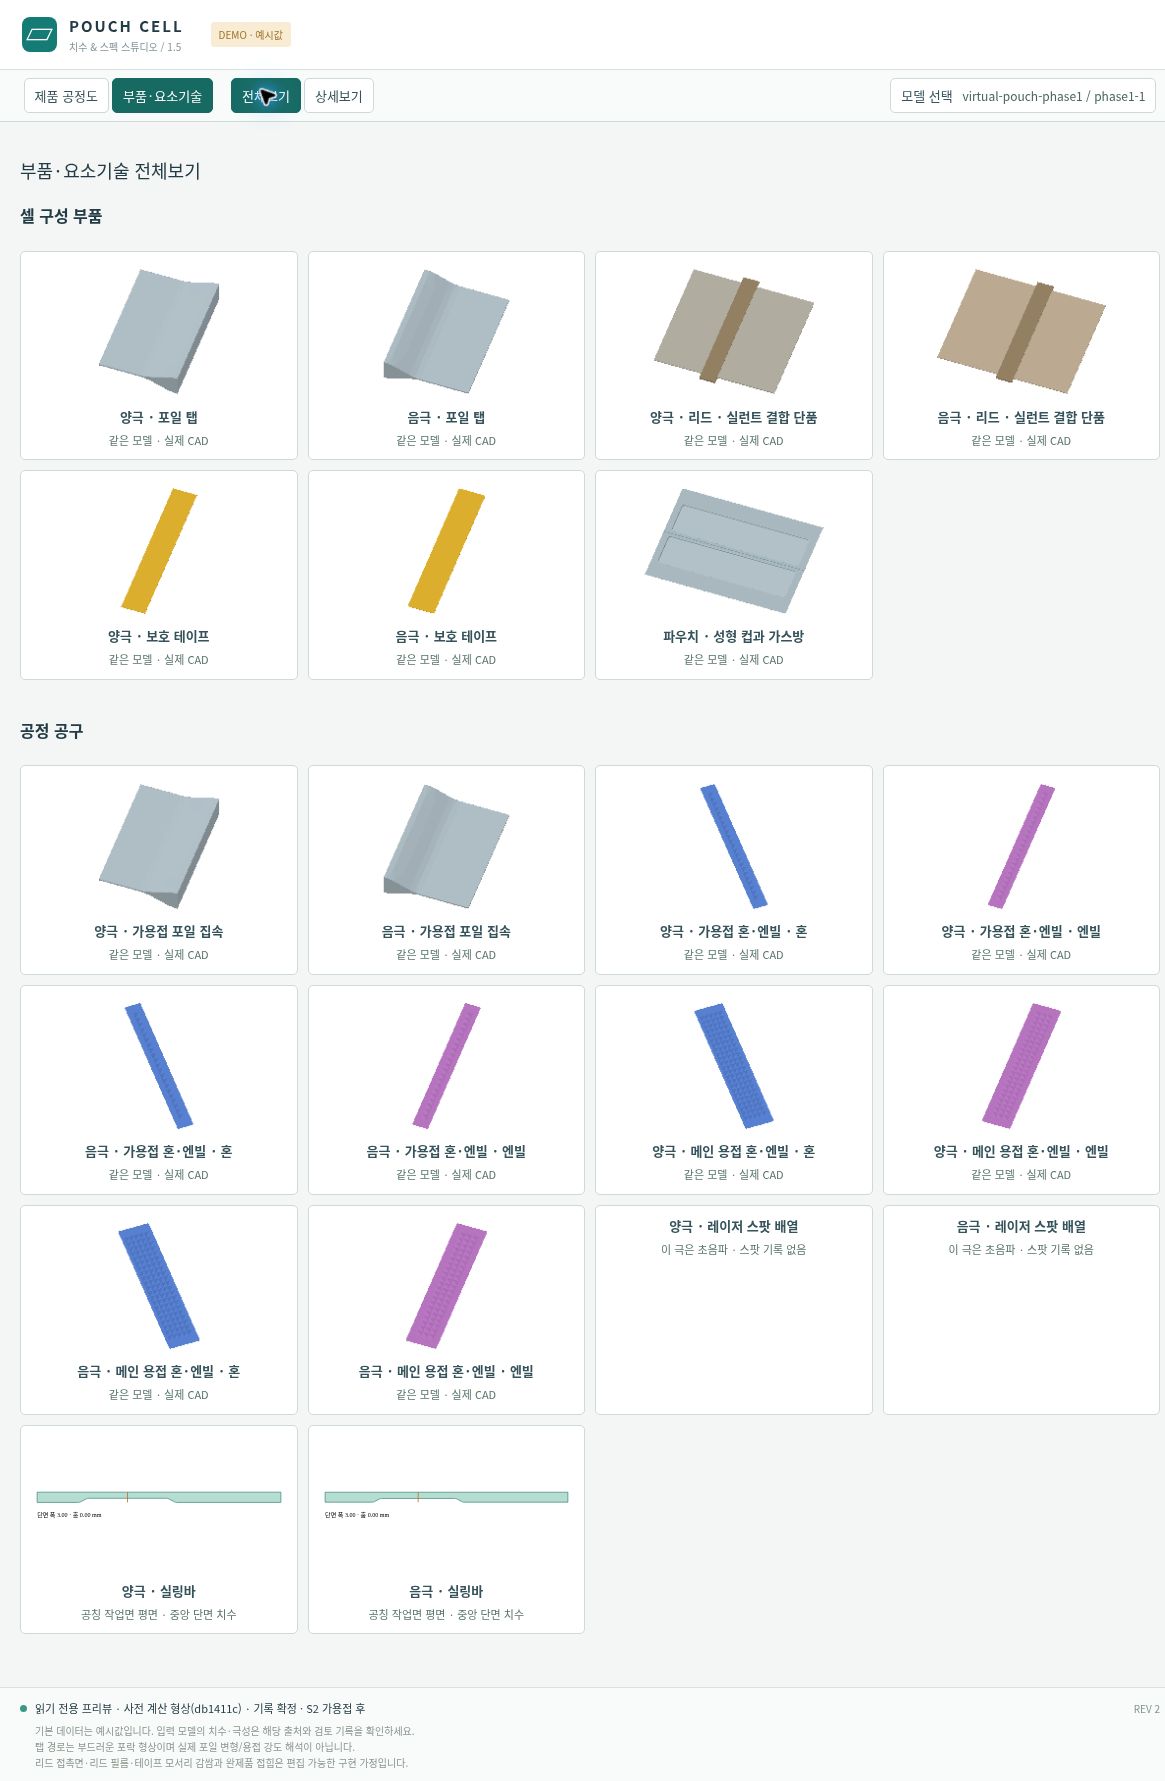 POUCH CELL
치수 & 스펙 스튜디오 / 1.5
DEMO · 예시값
제품 공정도
부품·요소기술
전체보기
상세보기
모델 선택 virtual-pouch-phase1 / phase1-1
부품·요소기술 전체보기
셀 구성 부품
양극 · 포일 탭
같은 모델 · 실제 CAD
음극 · 포일 탭
같은 모델 · 실제 CAD
양극 · 리드 · 실런트 결합 단품
같은 모델 · 실제 CAD
음극 · 리드 · 실런트 결합 단품
같은 모델 · 실제 CAD
양극 · 보호 테이프
같은 모델 · 실제 CAD
음극 · 보호 테이프
같은 모델 · 실제 CAD
파우치 · 성형 컵과 가스방
같은 모델 · 실제 CAD
공정 공구
양극 · 가용접 포일 집속
같은 모델 · 실제 CAD
음극 · 가용접 포일 집속
같은 모델 · 실제 CAD
양극 · 가용접 혼·엔빌 · 혼
같은 모델 · 실제 CAD
양극 · 가용접 혼·엔빌 · 엔빌
같은 모델 · 실제 CAD
음극 · 가용접 혼·엔빌 · 혼
같은 모델 · 실제 CAD
음극 · 가용접 혼·엔빌 · 엔빌
같은 모델 · 실제 CAD
양극 · 메인 용접 혼·엔빌 · 혼
같은 모델 · 실제 CAD
양극 · 메인 용접 혼·엔빌 · 엔빌
같은 모델 · 실제 CAD
음극 · 메인 용접 혼·엔빌 · 혼
같은 모델 · 실제 CAD
음극 · 메인 용접 혼·엔빌 · 엔빌
같은 모델 · 실제 CAD
양극 · 레이저 스팟 배열
이 극은 초음파 · 스팟 기록 없음
음극 · 레이저 스팟 배열
이 극은 초음파 · 스팟 기록 없음
단면 폭 3.00 · 홈 0.00 mm
양극 · 실링바
공칭 작업면 평면 · 중앙 단면 치수
단면 폭 3.00 · 홈 0.00 mm
음극 · 실링바
공칭 작업면 평면 · 중앙 단면 치수
읽기 전용 프리뷰 · 사전 계산 형상(db1411c) · 기록 확정 · S2 가용접 후
REV 2
기본 데이터는 예시값입니다. 입력 모델의 치수·극성은 해당 출처와 검토 기록을 확인하세요.
탭 경로는 부드러운 포락 형상이며 실제 포일 변형/용접 강도 해석이 아닙니다.
리드 접촉면·리드 필름·테이프 모서리 감쌈과 완제품 접힘은 편집 가능한 구현 가정입니다.